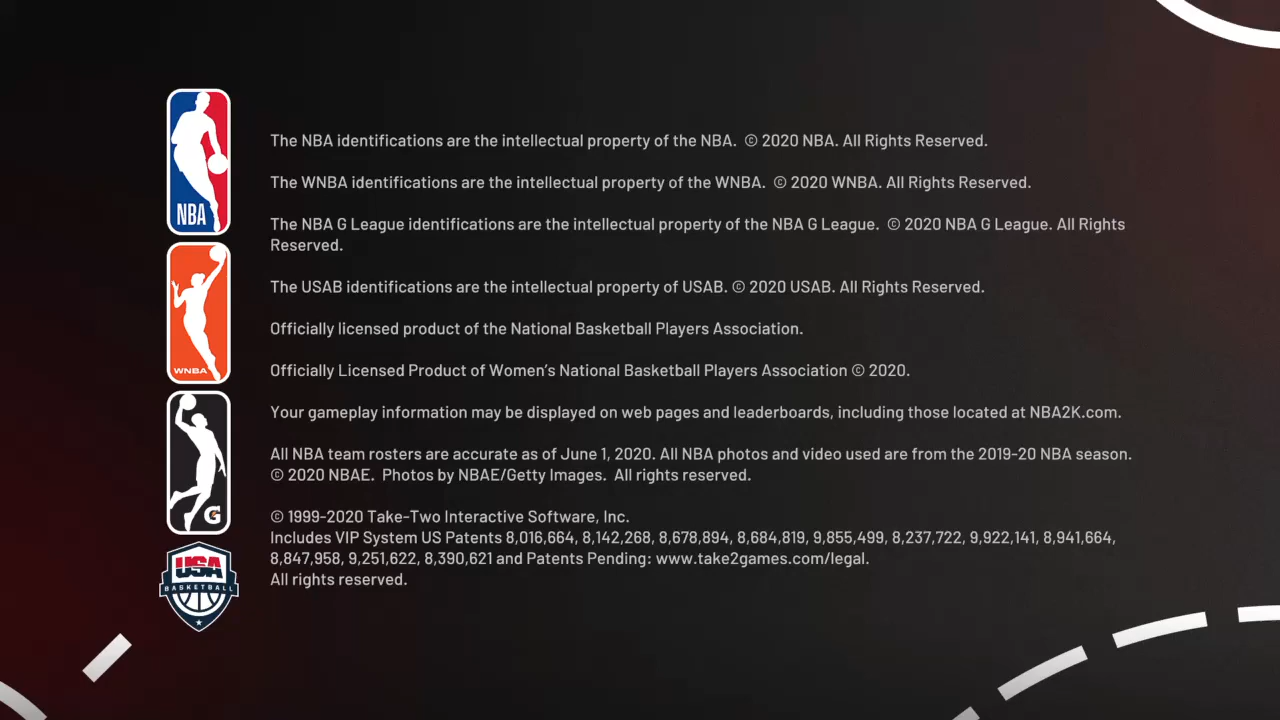 The NBA identifications are the intellectual property of the NBA.  © 2020 NBA. All Rights Reserved.
The WNBA identifications are the intellectual property of the WNBA.  © 2020 WNBA. All Rights Reserved.
NBA
The NBA G League identifications are the intellectual property of the NBA G League.  © 2020 NBA G League. All Rights
Reserved.
The USAB identifications are the intellectual property of USAB. © 2020 USAB. All Rights Reserved.
Officially licensed product of the National Basketball Players Association.
WNBA
Officially Licensed Product of Women’s National Basketball Players Association © 2020.
Your gameplay information may be displayed on web pages and leaderboards, including those located at NBA2K.com.
All NBA team rosters are accurate as of June 1, 2020. All NBA photos and video used are from the 2019-20 NBA season.
© 2020 NBAE.  Photos by NBAE/Getty Images.  All rights reserved.
G
© 1999-2020 Take-Two Interactive Software, Inc.
Includes VIP System US Patents 8,016,664, 8,142,268, 8,678,894, 8,684,819, 9,855,499, 8,237,722, 9,922,141, 8,941,664,
8,847,958, 9,251,622, 8,390,621 and Patents Pending: www.take2games.com/legal.
All rights reserved.
USA
BASKETBALL